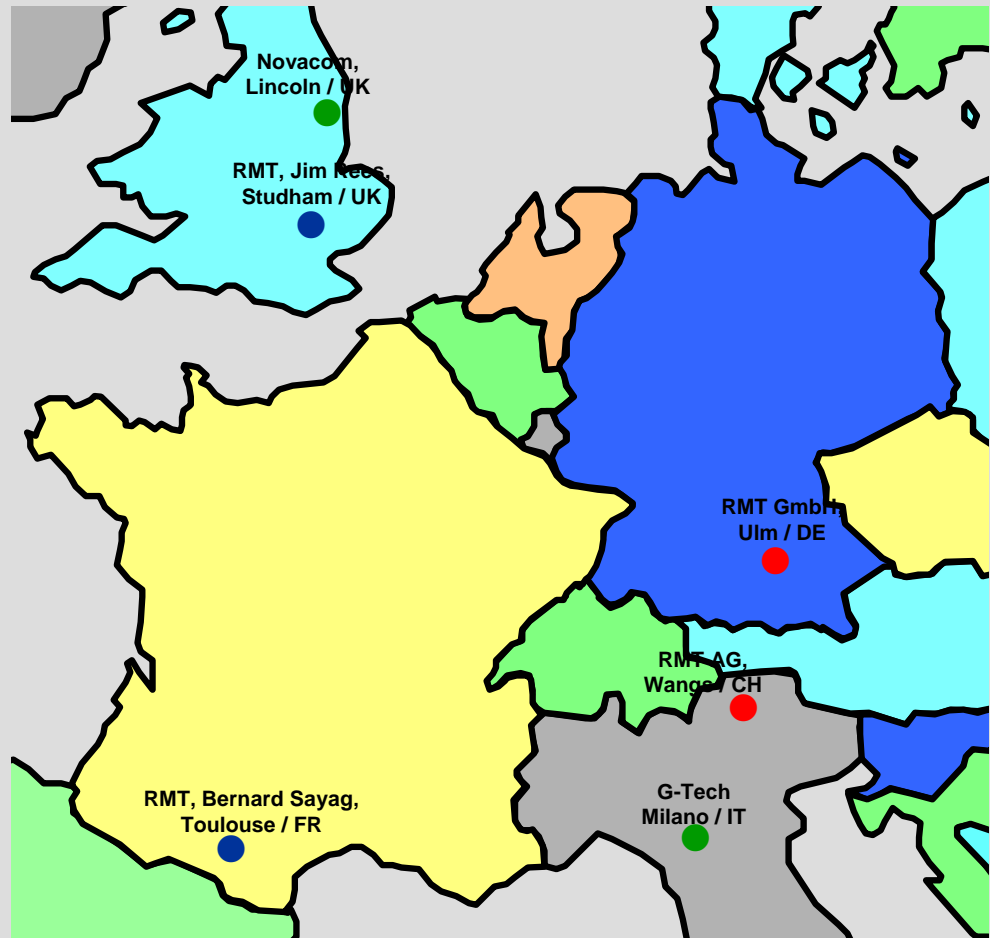 Novacom,
Lincoln / UK
RMT, Jim Rees,
Studham / UK
RMT GmbH,
Ulm / DE
RMT AG,
Wangs / CH
G-Tech
Milano / IT
RMT, Bernard Sayag,
Toulouse / FR